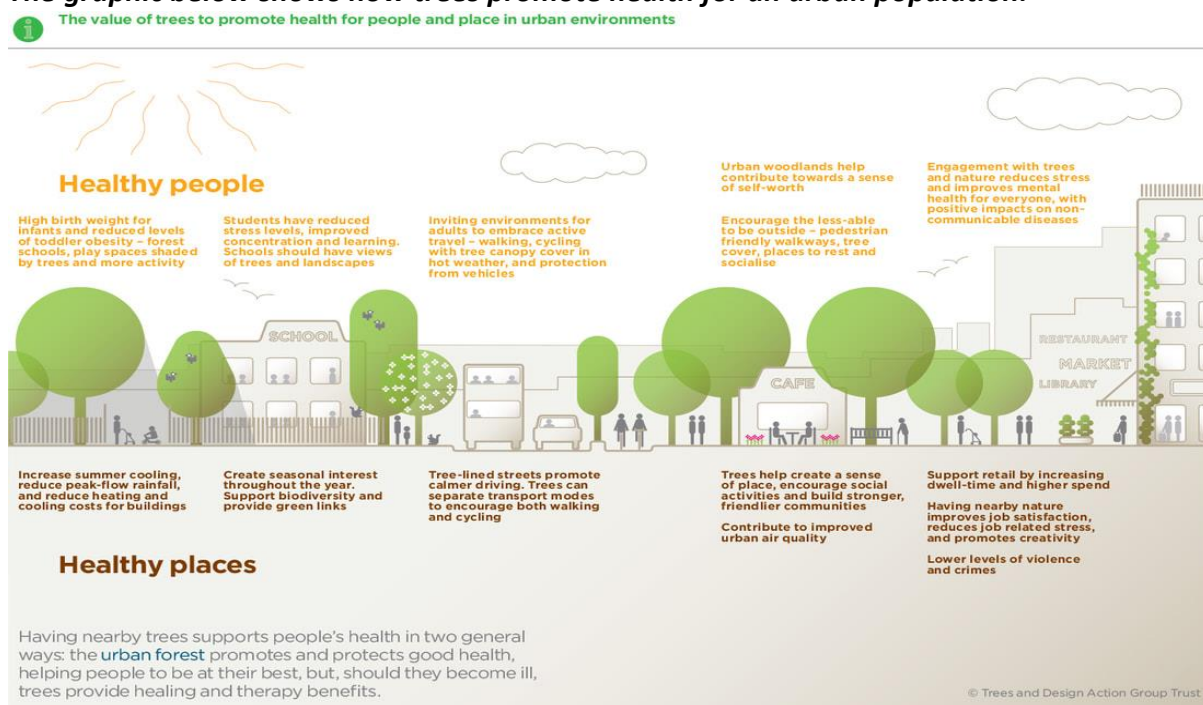 The graphic below shows how trees promote health for an urban population.
i
The value of trees to promote health for people and place in urban environments
Healthy people
High birth weight for
infants and reduced levels
of toddler obesity – forest
schools, play spaces shaded
by trees and more activity
Students have reduced
stress levels, improved
concentration and learning.
Schools should have views
of trees and landscapes
Inviting environments for
adults to embrace active
travel – walking, cycling
with tree canopy cover in
hot weather, and protection
from vehicles
Urban woodlands help
contribute towards a sense
of self-worth
Encourage the less-able
to be outside – pedestrian
friendly walkways, tree
cover, places to rest and
socialise
Engagement with trees
and nature reduces stress
and improves mental
health for everyone, with
positive impacts on non-
communicable diseases
SCHOOL
CAFE
RESTAURANT
MARKET
LIBRARY
Increase summer cooling,
reduce peak-flow rainfall,
and reduce heating and
cooling costs for buildings
Create seasonal interest
throughout the year.
Support biodiversity and
provide green links
Tree-lined streets promote
calmer driving. Trees can
separate transport modes
to encourage both walking
and cycling
Trees help create a sense
of place, encourage social
activities and build stronger,
friendlier communities
Contribute to improved
urban air quality
Support retail by increasing
dwell-time and higher spend
Having nearby nature
improves job satisfaction,
reduces job related stress,
and promotes creativity
Lower levels of violence
and crimes
Healthy places
Having nearby trees supports people's health in two general
ways: the urban forest promotes and protects good health,
helping people to be at their best, but, should they become ill,
trees provide healing and therapy benefits.
© Trees and Design Action Group Trust